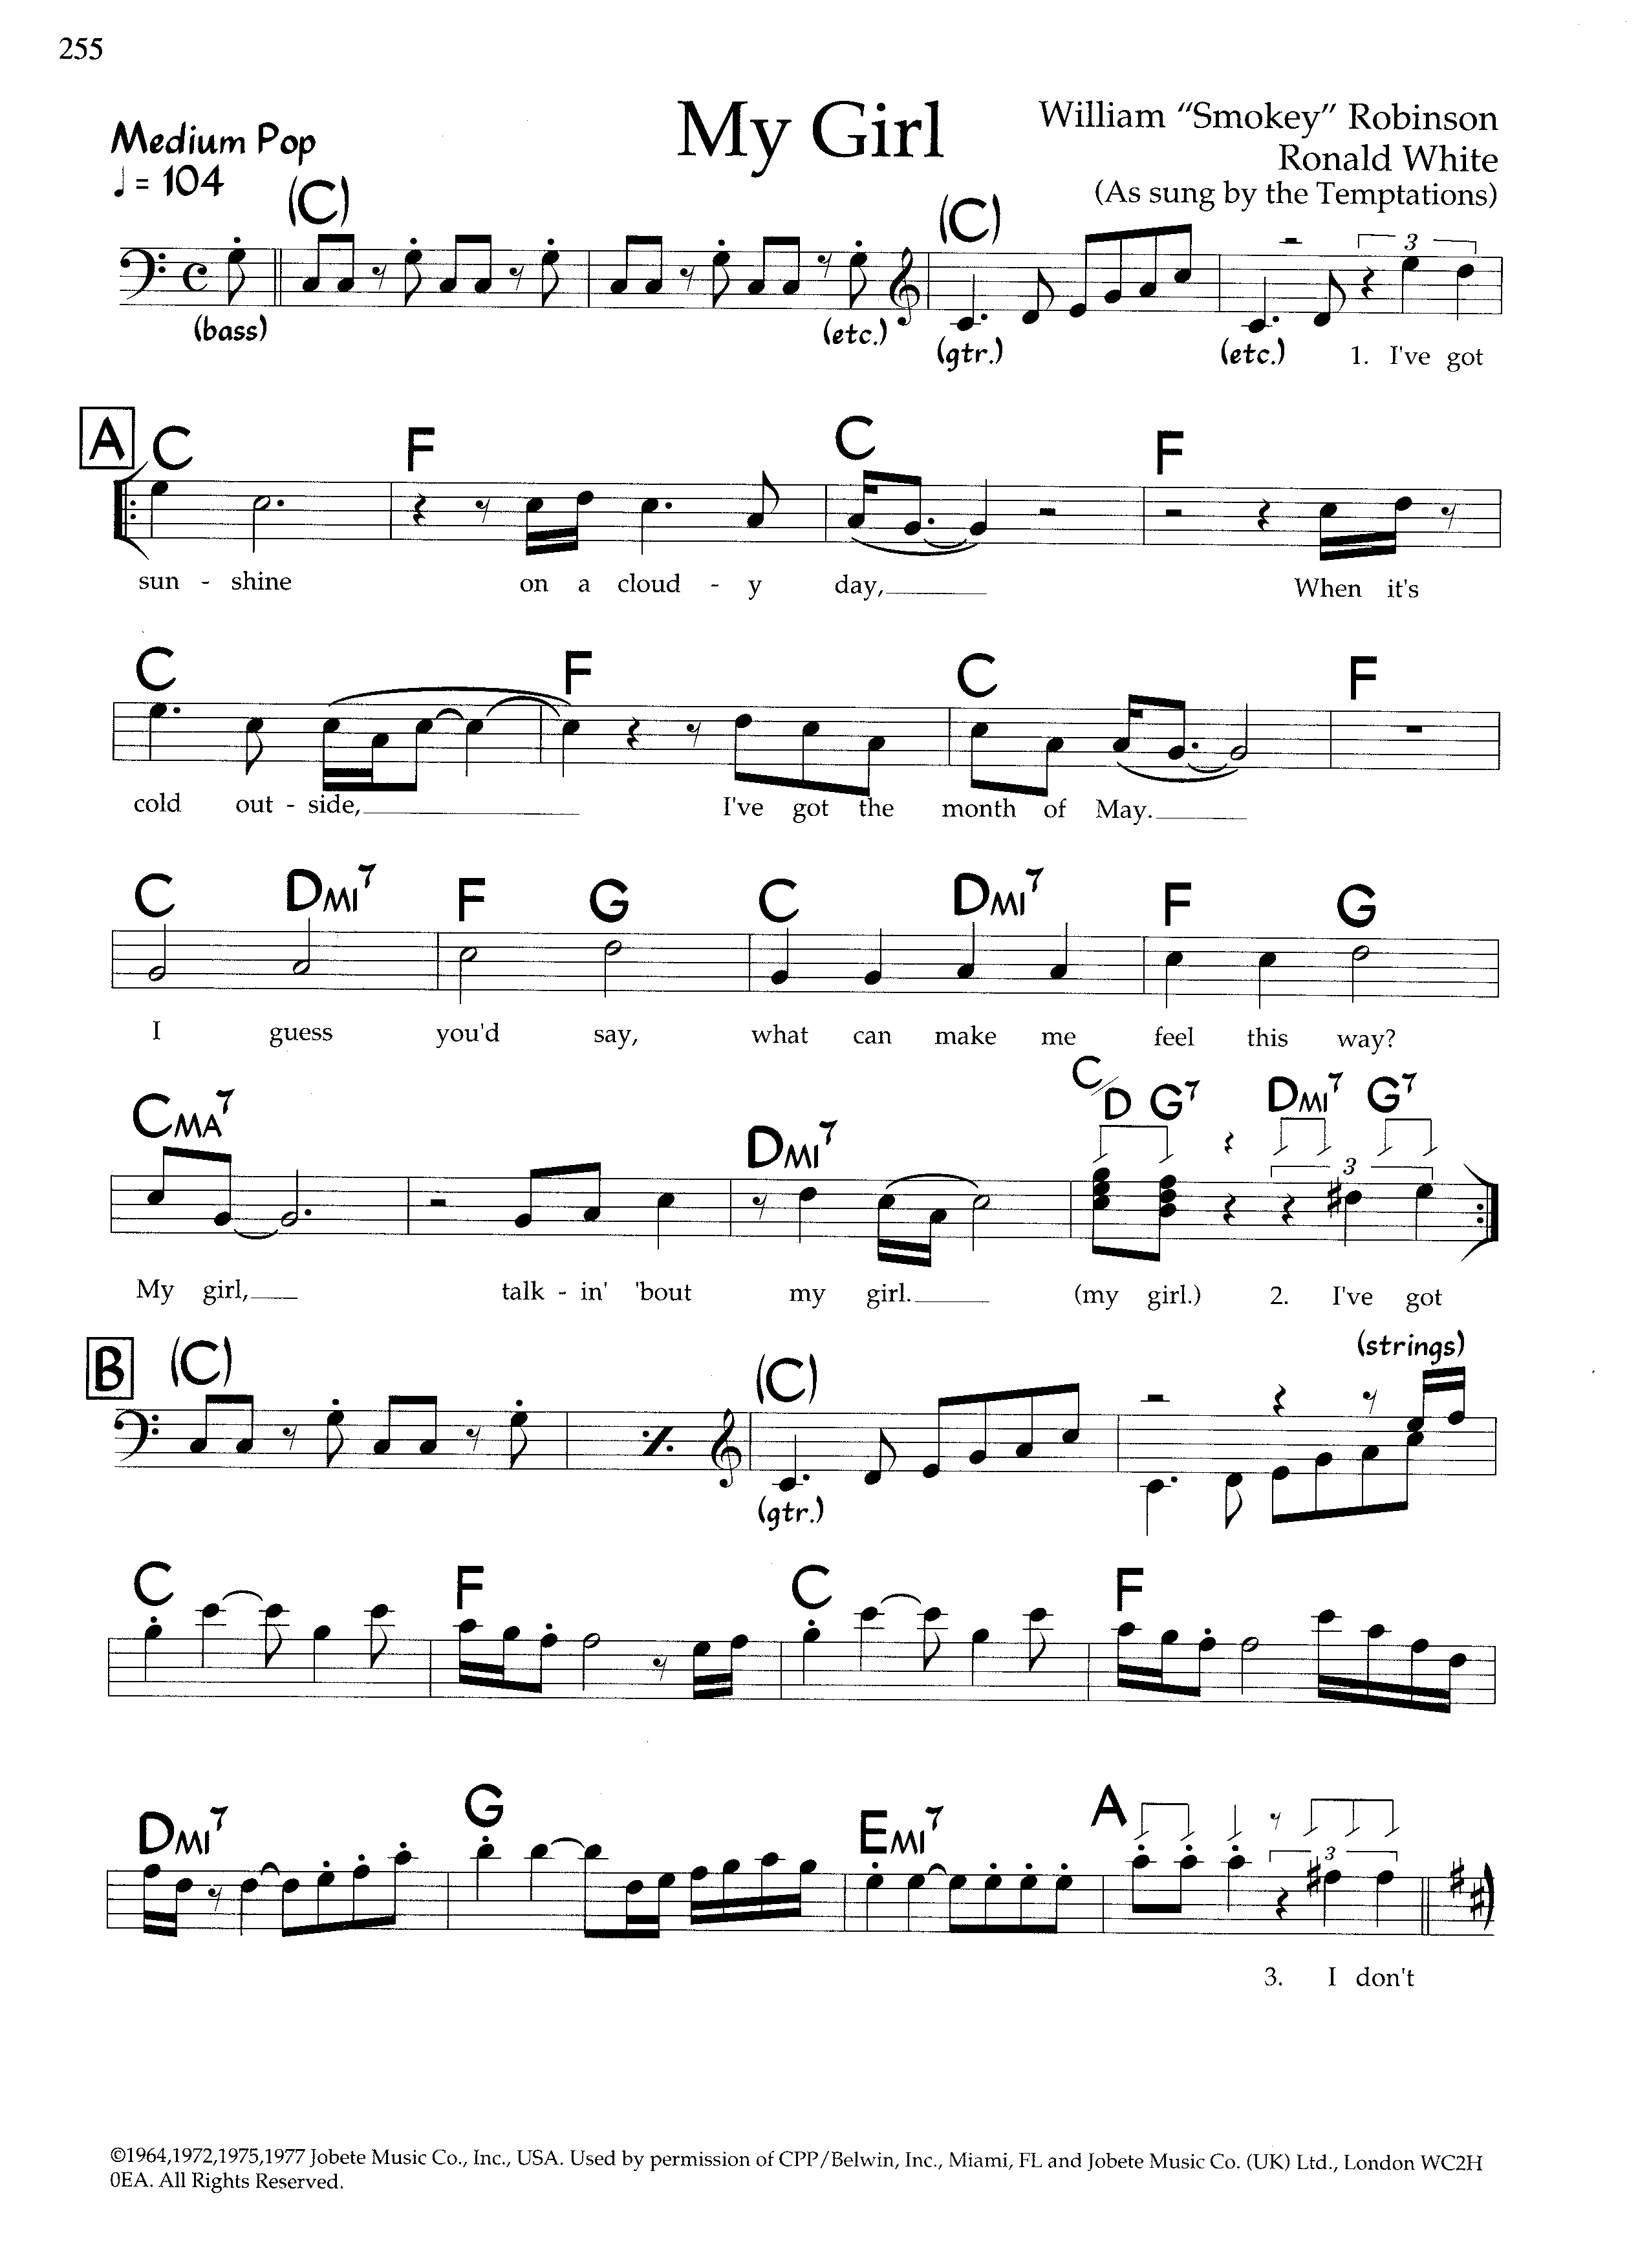 255
My Girl
William "Smokey" Robinson
Ronald White
(As sung by the Temptations)
Medium Pop
♩ = 104
(C) (C)
(bass) (etc.) (gtr.) (etc.) 1. I've got
3
A C F C F
sun - shine on a cloud - y day, When it's
C F C F
cold out - side, I've got the month of May.
C DMI7 F G C DMI7 F G
I guess you'd say, what can make me feel this way?
CMA7 DMI7 C/D G7 DMI7 G7
3
My girl, talk - in' 'bout my girl. (my girl.) 2. I've got
B (C) (C) (strings)
(gtr.)
C F C F
DMI7 G EMI7 A
3
3. I don't
©1964,1972,1975,1977 Jobete Music Co., Inc., USA. Used by permission of CPP/Belwin, Inc., Miami, FL and Jobete Music Co. (UK) Ltd., London WC2H
0EA. All Rights Reserved.